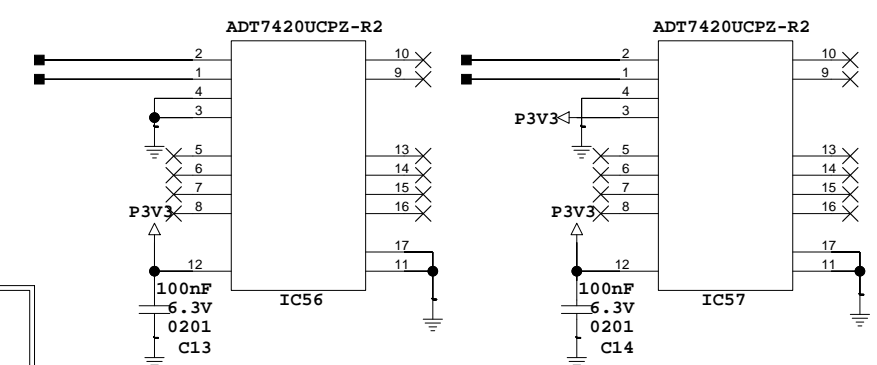 ADT7420UCPZ-R2
2 10
1 9
4
3
5 13
6 14
7 15
P3V3 8 16
17
12 11
100nF
6.3V
0201
C13
IC56
ADT7420UCPZ-R2
2 10
1 9
4
P3V3 3
5 13
6 14
7 15
P3V3 8 16
17
12 11
100nF
6.3V
0201
C14
IC57